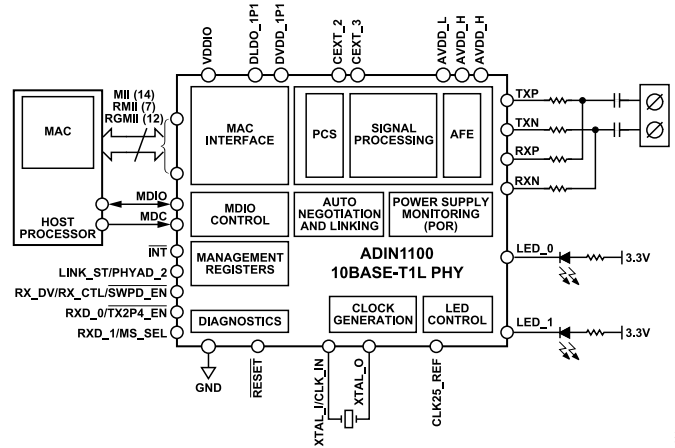 VDDIO
DLDO_1P1
DVDD_1P1
CEXT_2
CEXT_3
AVDD_L
AVDD_H
AVDD_H
MII (14)
RMII (7)
RGMII (12)
MAC
HOST
PROCESSOR
MDIO
MDC
INT
LINK_ST/PHYAD_2
RX_DV/RX_CTL/SWPD_EN
RXD_0/TX2P4_EN
RXD_1/MS_SEL
MAC
INTERFACE
PCS
SIGNAL
PROCESSING
AFE
MDIO
CONTROL
AUTO
NEGOTIATION
AND LINKING
POWER SUPPLY
MONITORING
(POR)
MANAGEMENT
REGISTERS
ADIN1100
10BASE-T1L PHY
DIAGNOSTICS
CLOCK
GENERATION
LED
CONTROL
TXP
TXN
RXP
RXN
LED_0
3.3V
LED_1
3.3V
GND
RESET
XTAL_I/CLK_IN
XTAL_O
CLK25_REF